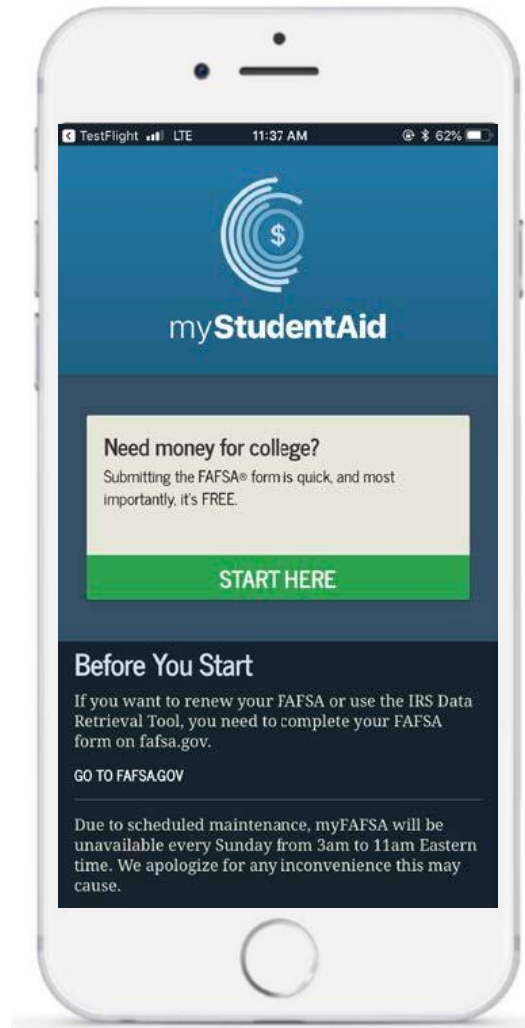 TestFlight LTE 11:37 AM 62%
$
myStudentAid
Need money for college?
Submitting the FAFSA® form is quick, and most
importantly, it's FREE.
START HERE
Before You Start
If you want to renew your FAFSA or use the IRS Data
Retrieval Tool, you need to complete your FAFSA
form on fafsa.gov.
GO TO FAFSA.GOV
Due to scheduled maintenance, myFAFSA will be
unavailable every Sunday from 3am to 11am Eastern
time. We apologize for any inconvenience this may
cause.